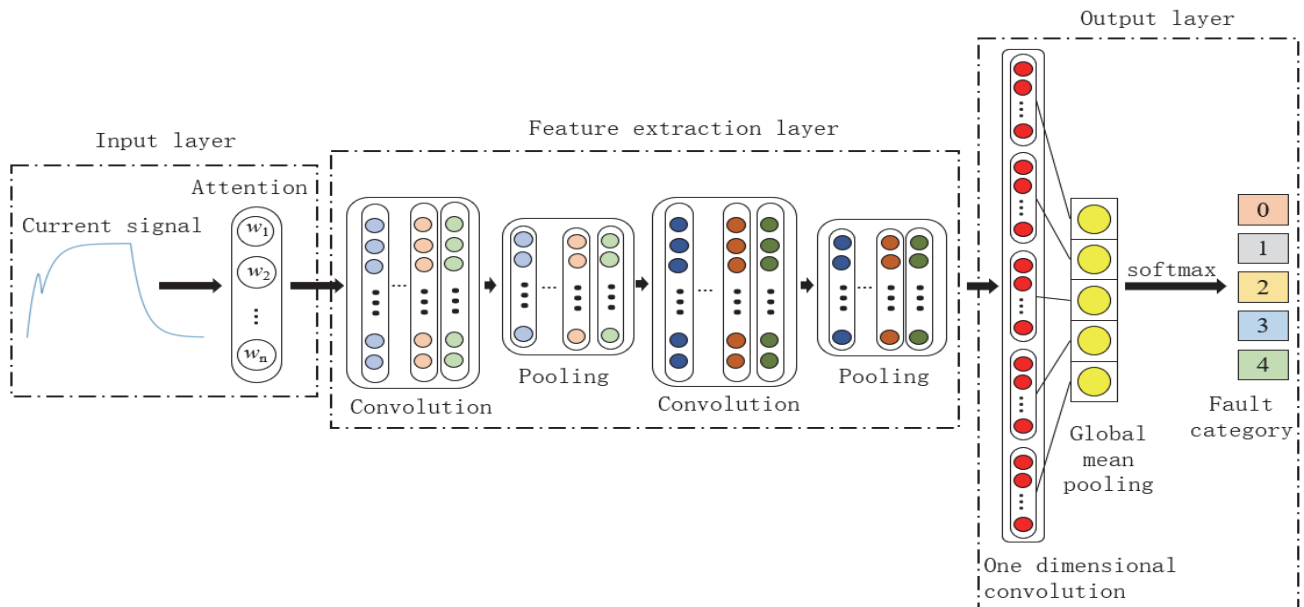 Output layer
Input layer
Feature extraction layer
Attention
Current signal
w1
w2
...
wn
Convolution
Pooling
Convolution
Pooling
softmax
0
1
2
3
4
Fault
category
Global
mean
pooling
One dimensional
convolution